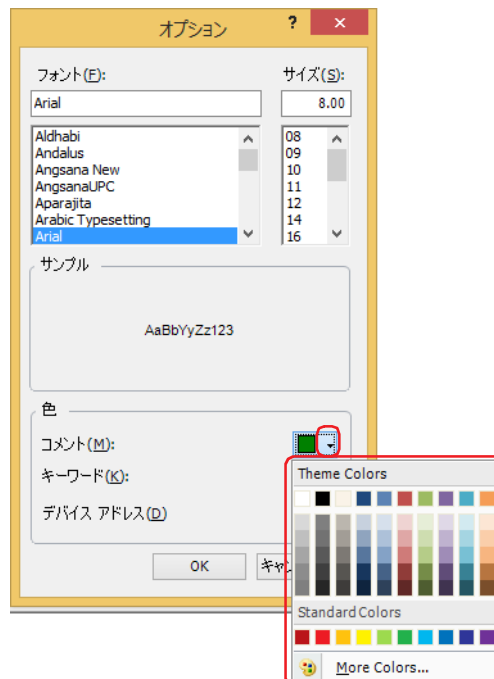 オプション
?
×
フォント(F):
サイズ(S):
Arial
8.00
Aldhabi
Andalus
Angsana New
AngsanaUPC
Aparajita
Arabic Typesetting
Arial
08
09
10
11
12
14
16
サンプル
AaBbYyZz123
色
コメント(M):
キーワード(K):
デバイス アドレス(D)
OK
Theme Colors
Standard Colors
More Colors...